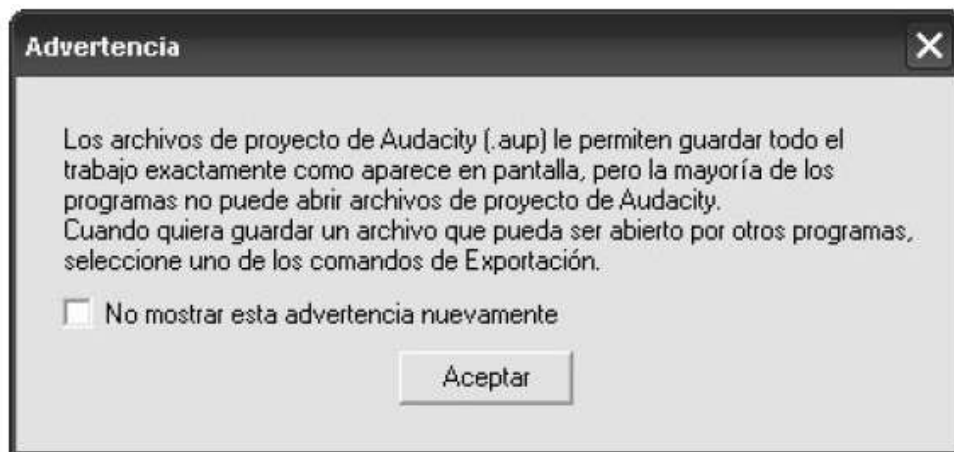 Advertencia
Los archivos de proyecto de Audacity (.aup) le permiten guardar todo el
trabajo exactamente como aparece en pantalla, pero la mayoría de los
programas no puede abrir archivos de proyecto de Audacity.
Cuando quiera guardar un archivo que pueda ser abierto por otros programas,
seleccione uno de los comandos de Exportación.
No mostrar esta advertencia nuevamente
Aceptar